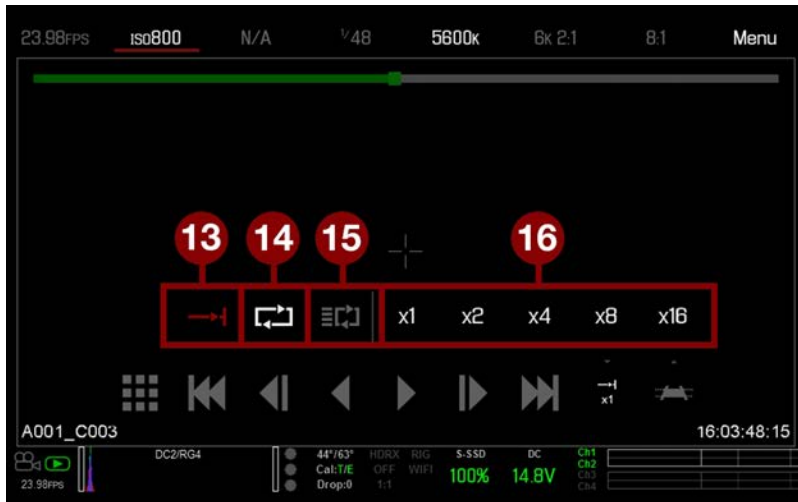 23.98FPS ISO800 N/A 1/48 5600K 6K 2:1 8:1 Menu
13 14 15 16
x1 x2 x4 x8 x16
x1
A001_C003 16:03:48:15
DC2/RG4 44°/63° HDRX RIG S-SSD DC Ch1
Cal:T/E OFF WIFI 100% 14.8V Ch2
23.98FPS Drop:0 1:1 Ch3
Ch4